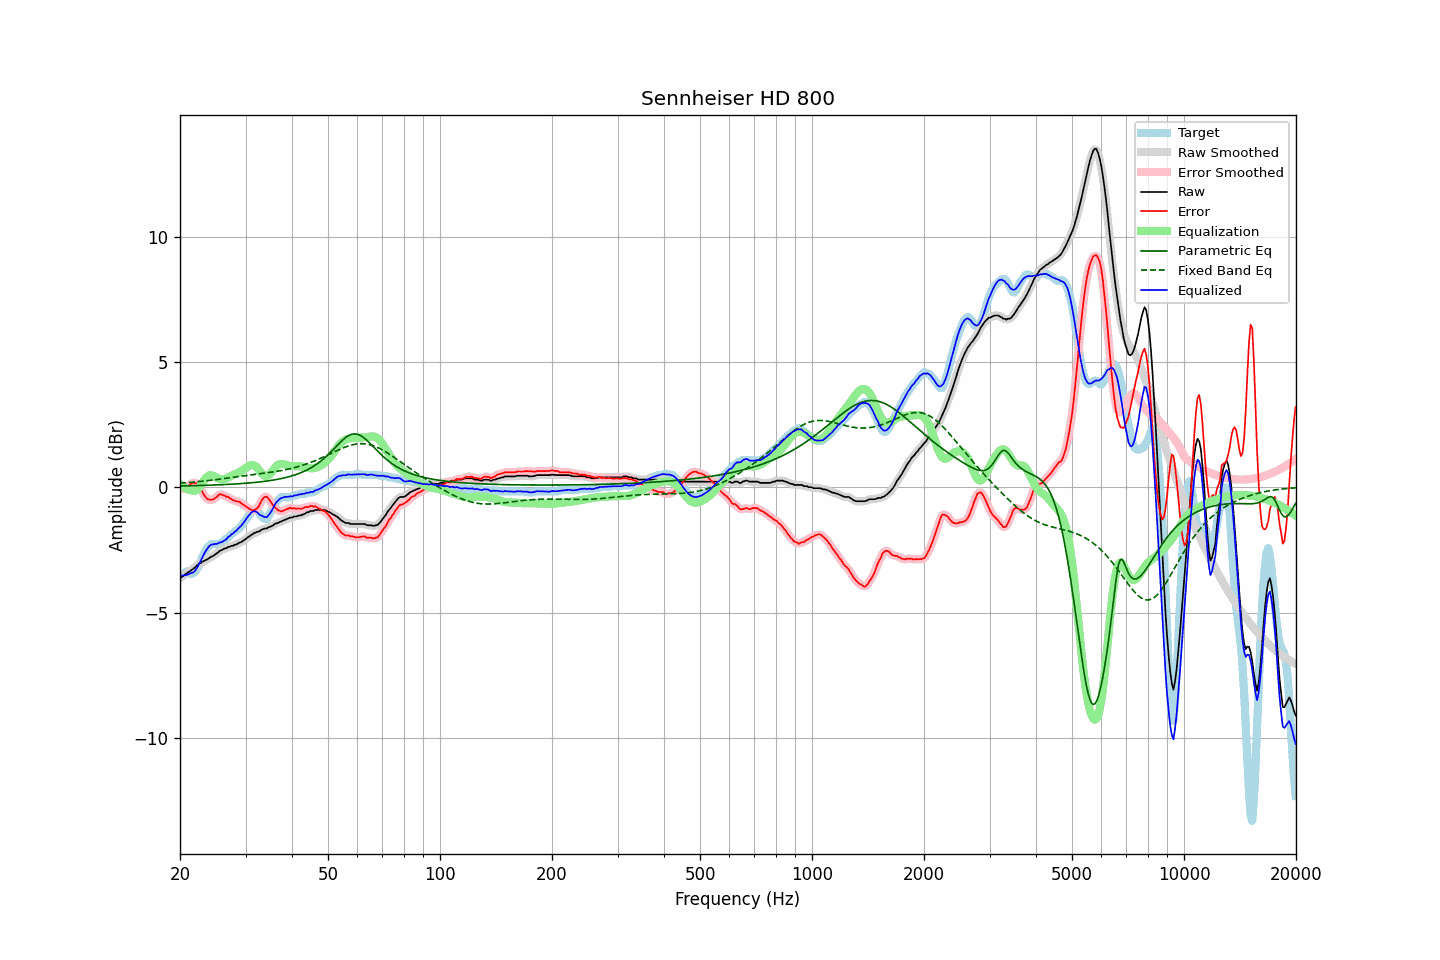 Sennheiser HD 800
Target
Raw Smoothed
Error Smoothed
Raw
Error
Equalization
Parametric Eq
Fixed Band Eq
Equalized
Amplitude (dBr)
10
5
0
−5
−10
20
50
100
200
500
1000
2000
5000
10000
20000
Frequency (Hz)